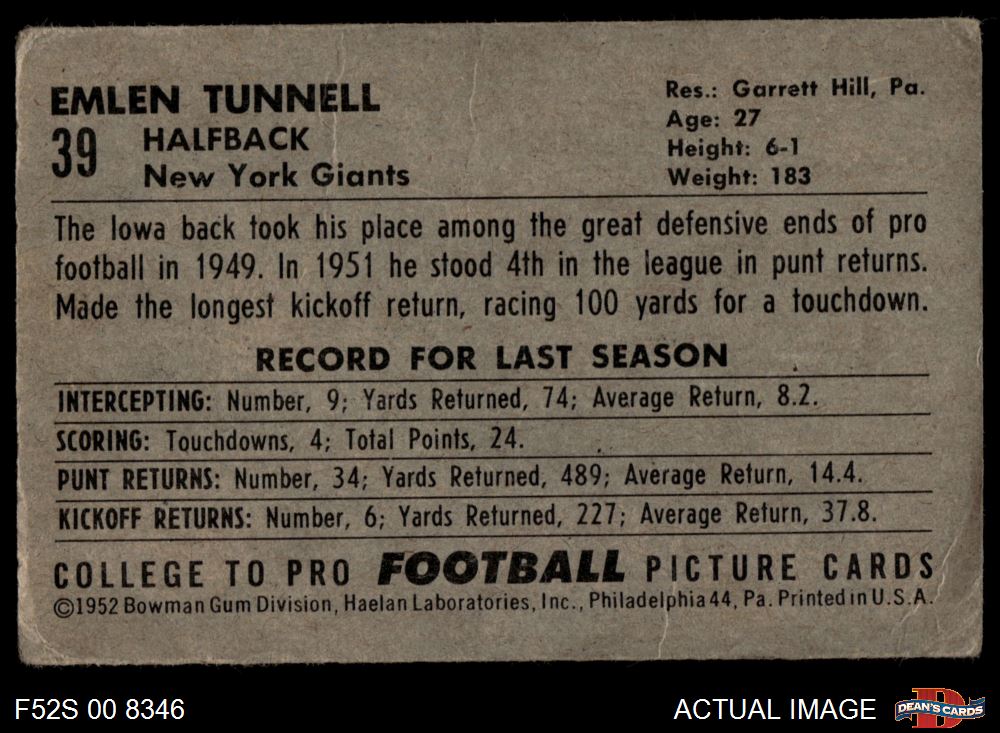 EMLEN TUNNELL
39 HALFBACK
New York Giants
Res.: Garrett Hill, Pa.
Age: 27
Height: 6-1
Weight: 183
The Iowa back took his place among the great defensive ends of pro
football in 1949. In 1951 he stood 4th in the league in punt returns.
Made the longest kickoff return, racing 100 yards for a touchdown.
RECORD FOR LAST SEASON
INTERCEPTING: Number, 9; Yards Returned, 74; Average Return, 8.2.
SCORING: Touchdowns, 4; Total Points, 24.
PUNT RETURNS: Number, 34; Yards Returned, 489; Average Return, 14.4.
KICKOFF RETURNS: Number, 6; Yards Returned, 227; Average Return, 37.8.
COLLEGE TO PRO FOOTBALL PICTURE CARDS
©1952 Bowman Gum Division, Haelan Laboratories, Inc., Philadelphia 44, Pa. Printed in U.S.A.
F52S 00 8346
ACTUAL IMAGE
D
DEAN'S CARDS